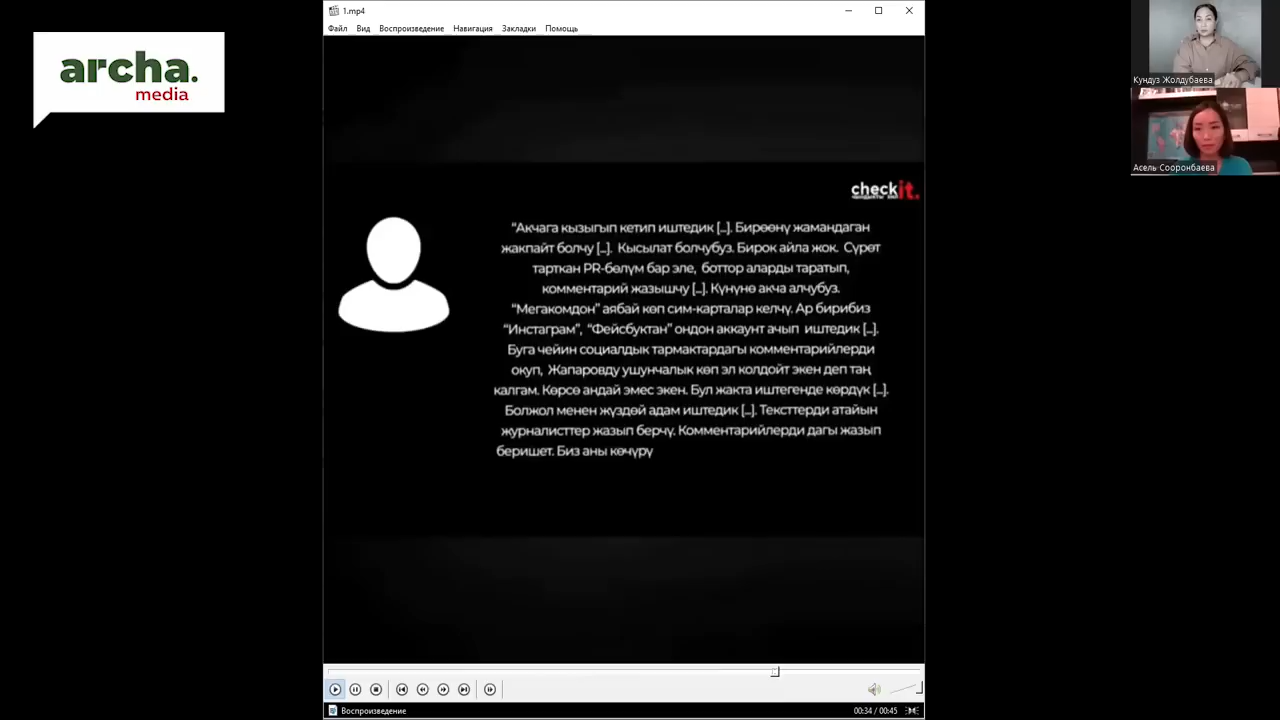 archa.
media
1.mp4
Файл Вид Воспроизведение Навигация Закладки Помощь
checkit.
"Акчага кызыгып кетип иштедик [...]. Бирөөнү жамандаган
жакпайт болчу [...]. Кысылат болчубуз. Бирок айла жок. Сүрөт
тарткан PR-бөлүм бар эле, боттор аларды таратып,
комментарий жазышчу [...]. Күнүнө акча алчубуз.
"Мегакомдон" аябай көп сим-карталар келчү. Ар бирибиз
"Инстаграм", "Фейсбуктан" ондон аккаунт ачып иштедик [...].
Буга чейин социалдык тармактардагы комментарийлерди
окуп, Жапаровду ушунчалык көп эл колдойт экен деп таң
калгам. Көрсө андай эмес экен. Бул жакта иштегенде көрдүк [...].
Болжол менен жүздөй адам иштедик [...]. Тексттерди атайын
журналисттер жазып берчү. Комментарийлерди дагы жазып
беришет. Биз аны көчүрү
Воспроизведение
00:34 / 00:45
Кундуз Жолдубаева
Асель Сооронбаева